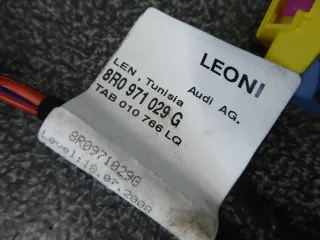 LEONI
LEN - Tunisia Audi AG.
8R0 971 029 G
TAB 010 766 LQ
8R0971029G
Level:18.07.2008